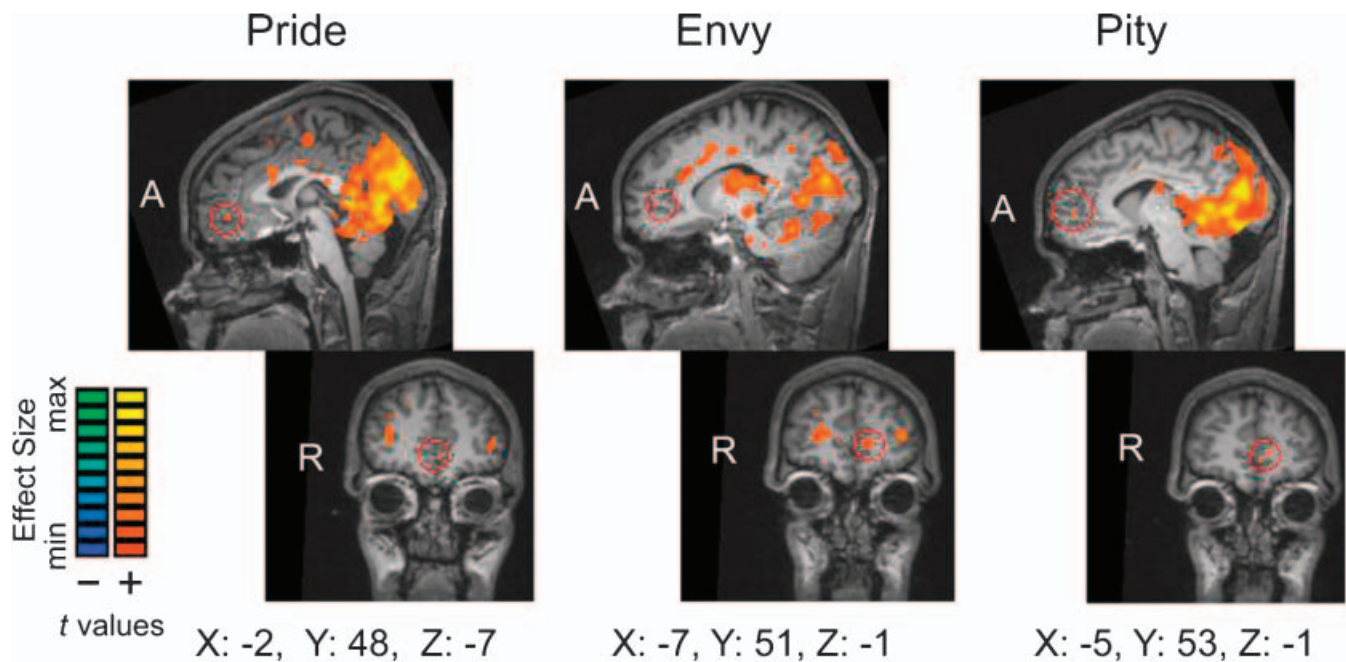 Pride
Envy
Pity
A
A
A
R
R
R
Effect Size
max
min
− +
t values
X: -2, Y: 48, Z: -7
X: -7, Y: 51, Z: -1
X: -5, Y: 53, Z: -1